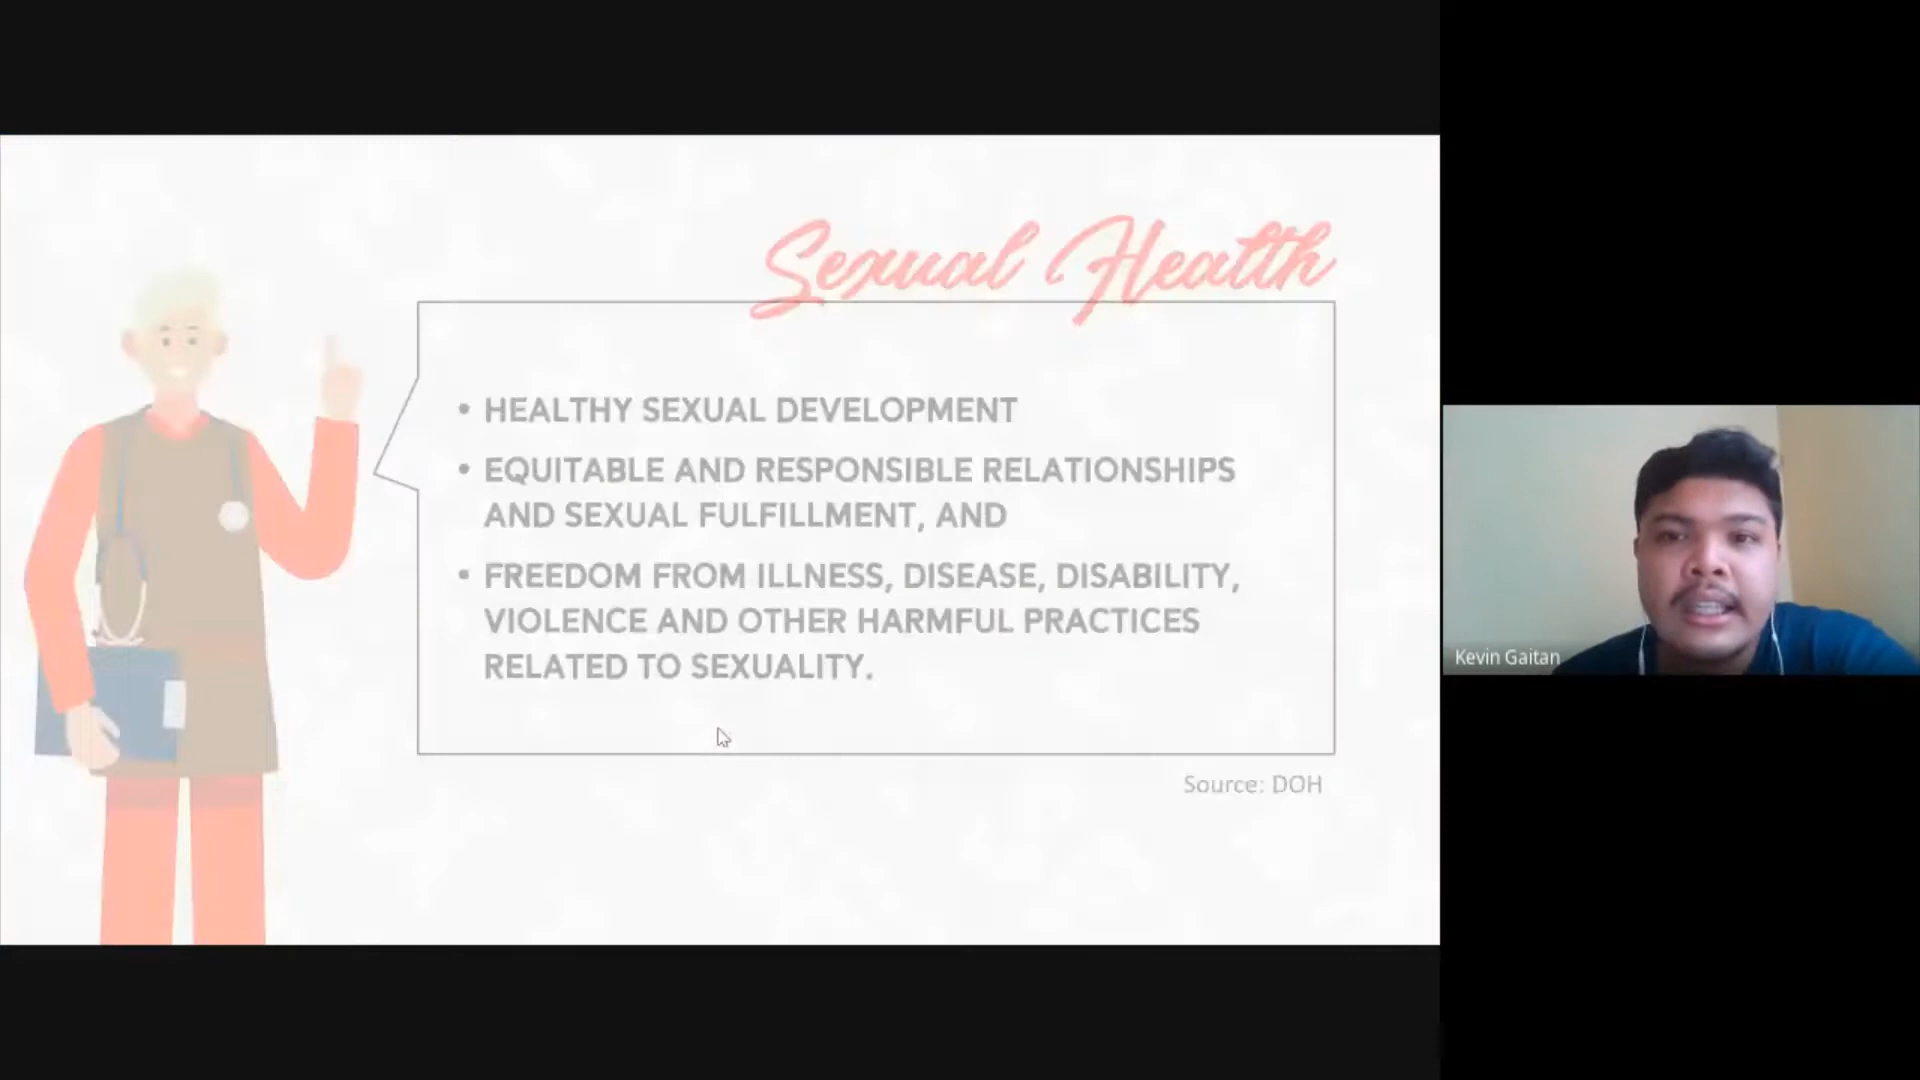 Sexual Health
• HEALTHY SEXUAL DEVELOPMENT
• EQUITABLE AND RESPONSIBLE RELATIONSHIPS
AND SEXUAL FULFILLMENT, AND
• FREEDOM FROM ILLNESS, DISEASE, DISABILITY,
VIOLENCE AND OTHER HARMFUL PRACTICES
RELATED TO SEXUALITY.
Source: DOH
Kevin Gaitan